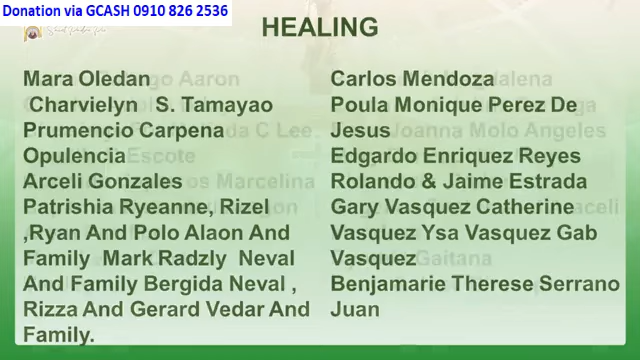 Donation via GCASH 0910 826 2536
HEALING
Mara Oledan
Charvielyn S. Tamayao
Prumencio Carpena
Opulencia
Arceli Gonzales
Patrishia Ryeanne, Rizel
,Ryan And Polo Alaon And
Family Mark Radzly Neval
And Family Bergida Neval ,
Rizza And Gerard Vedar And
Family.
Carlos Mendoza
Poula Monique Perez De
Jesus
Edgardo Enriquez Reyes
Rolando & Jaime Estrada
Gary Vasquez Catherine
Vasquez Ysa Vasquez Gab
Vasquez
Benjamarie Therese Serrano
Juan